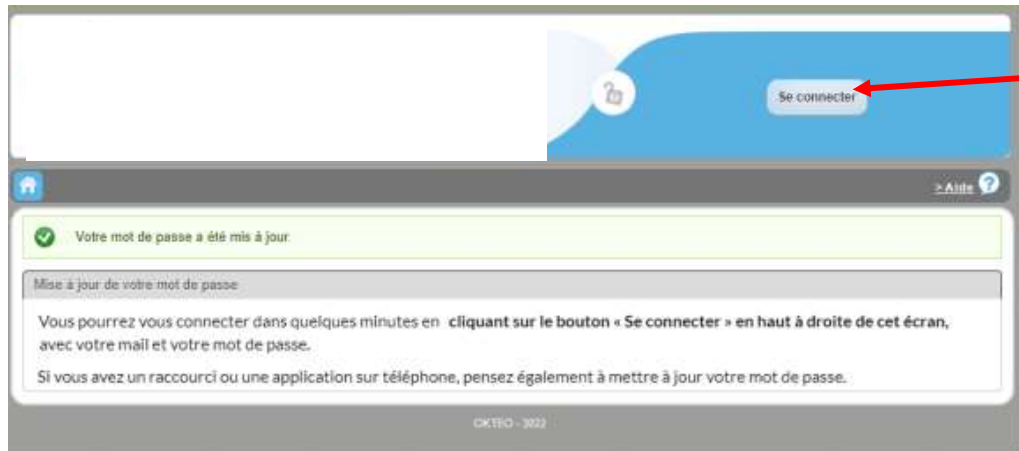 Se connecter
> Aide
Votre mot de passe a été mis à jour.
Mise à jour de votre mot de passe
Vous pourrez vous connecter dans quelques minutes en cliquant sur le bouton « Se connecter » en haut à droite de cet écran,
avec votre mail et votre mot de passe.
Si vous avez un raccourci ou une application sur téléphone, pensez également à mettre à jour votre mot de passe.
OKTEO - 2022